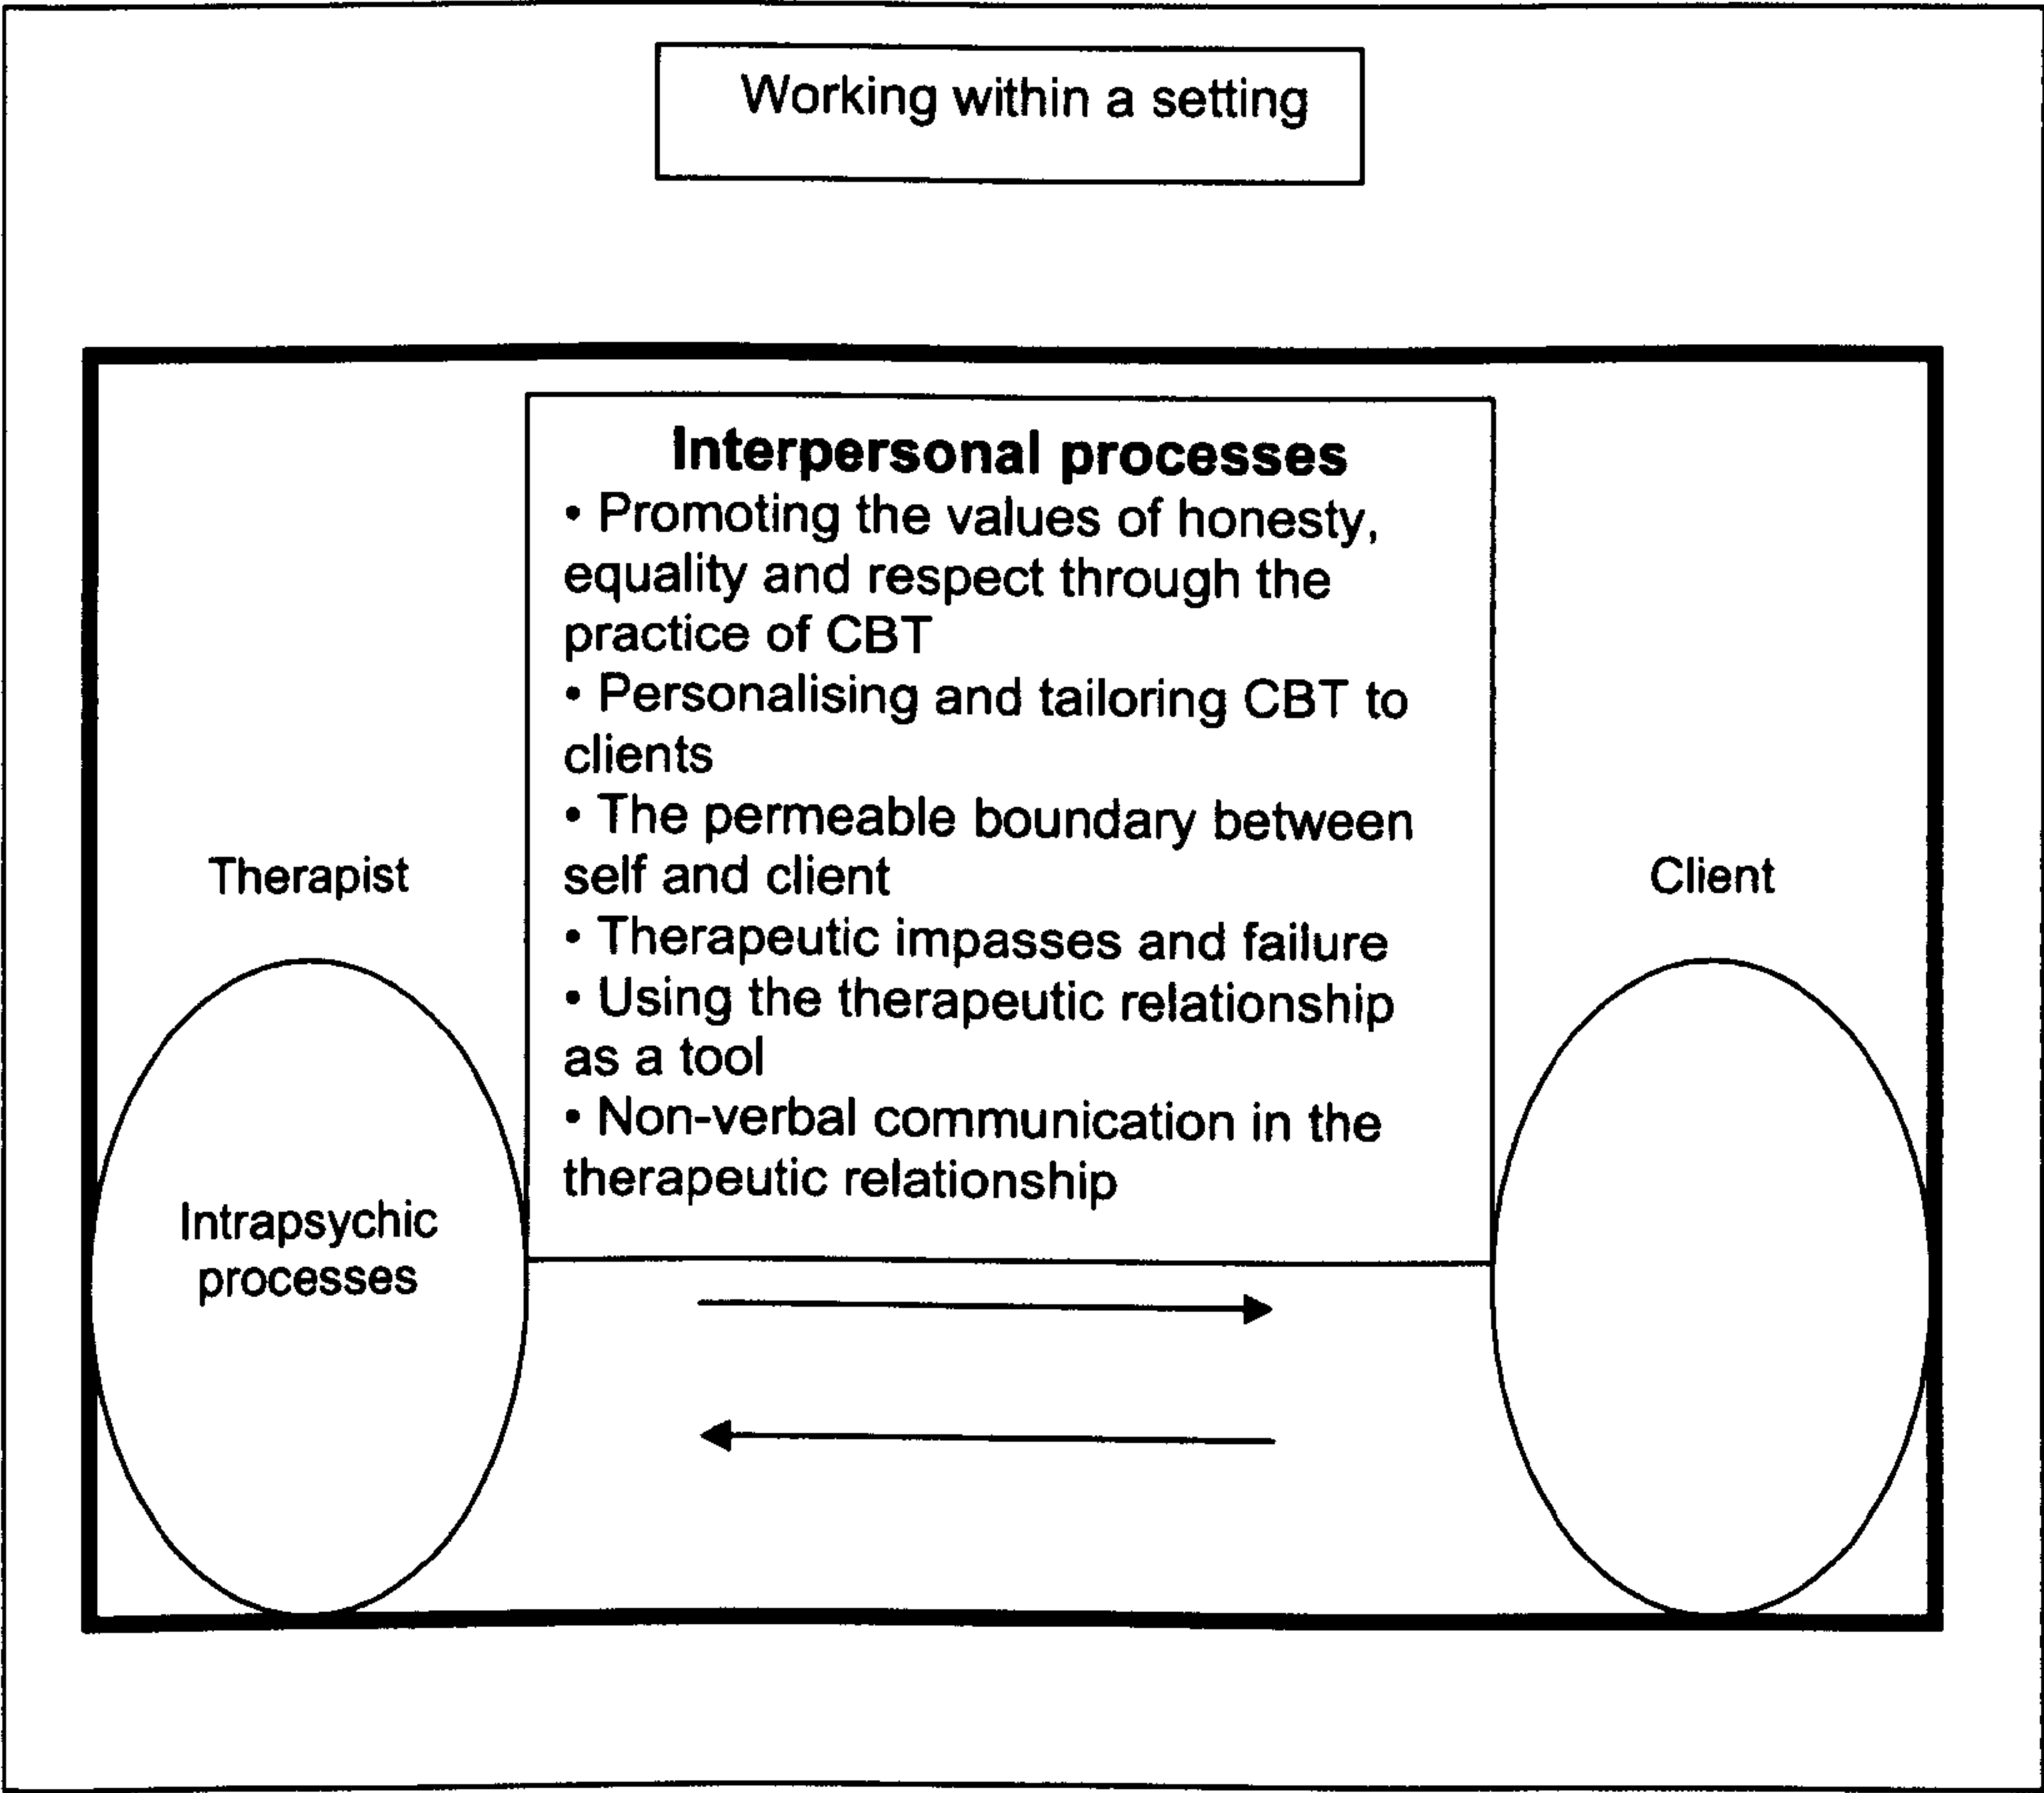 Working within a setting
Interpersonal processes
• Promoting the values of honesty,
equality and respect through the
practice of CBT
• Personalising and tailoring CBT to
clients
• The permeable boundary between
self and client
• Therapeutic impasses and failure
• Using the therapeutic relationship
as a tool
• Non-verbal communication in the
therapeutic relationship
Therapist
Intrapsychic
processes
Client